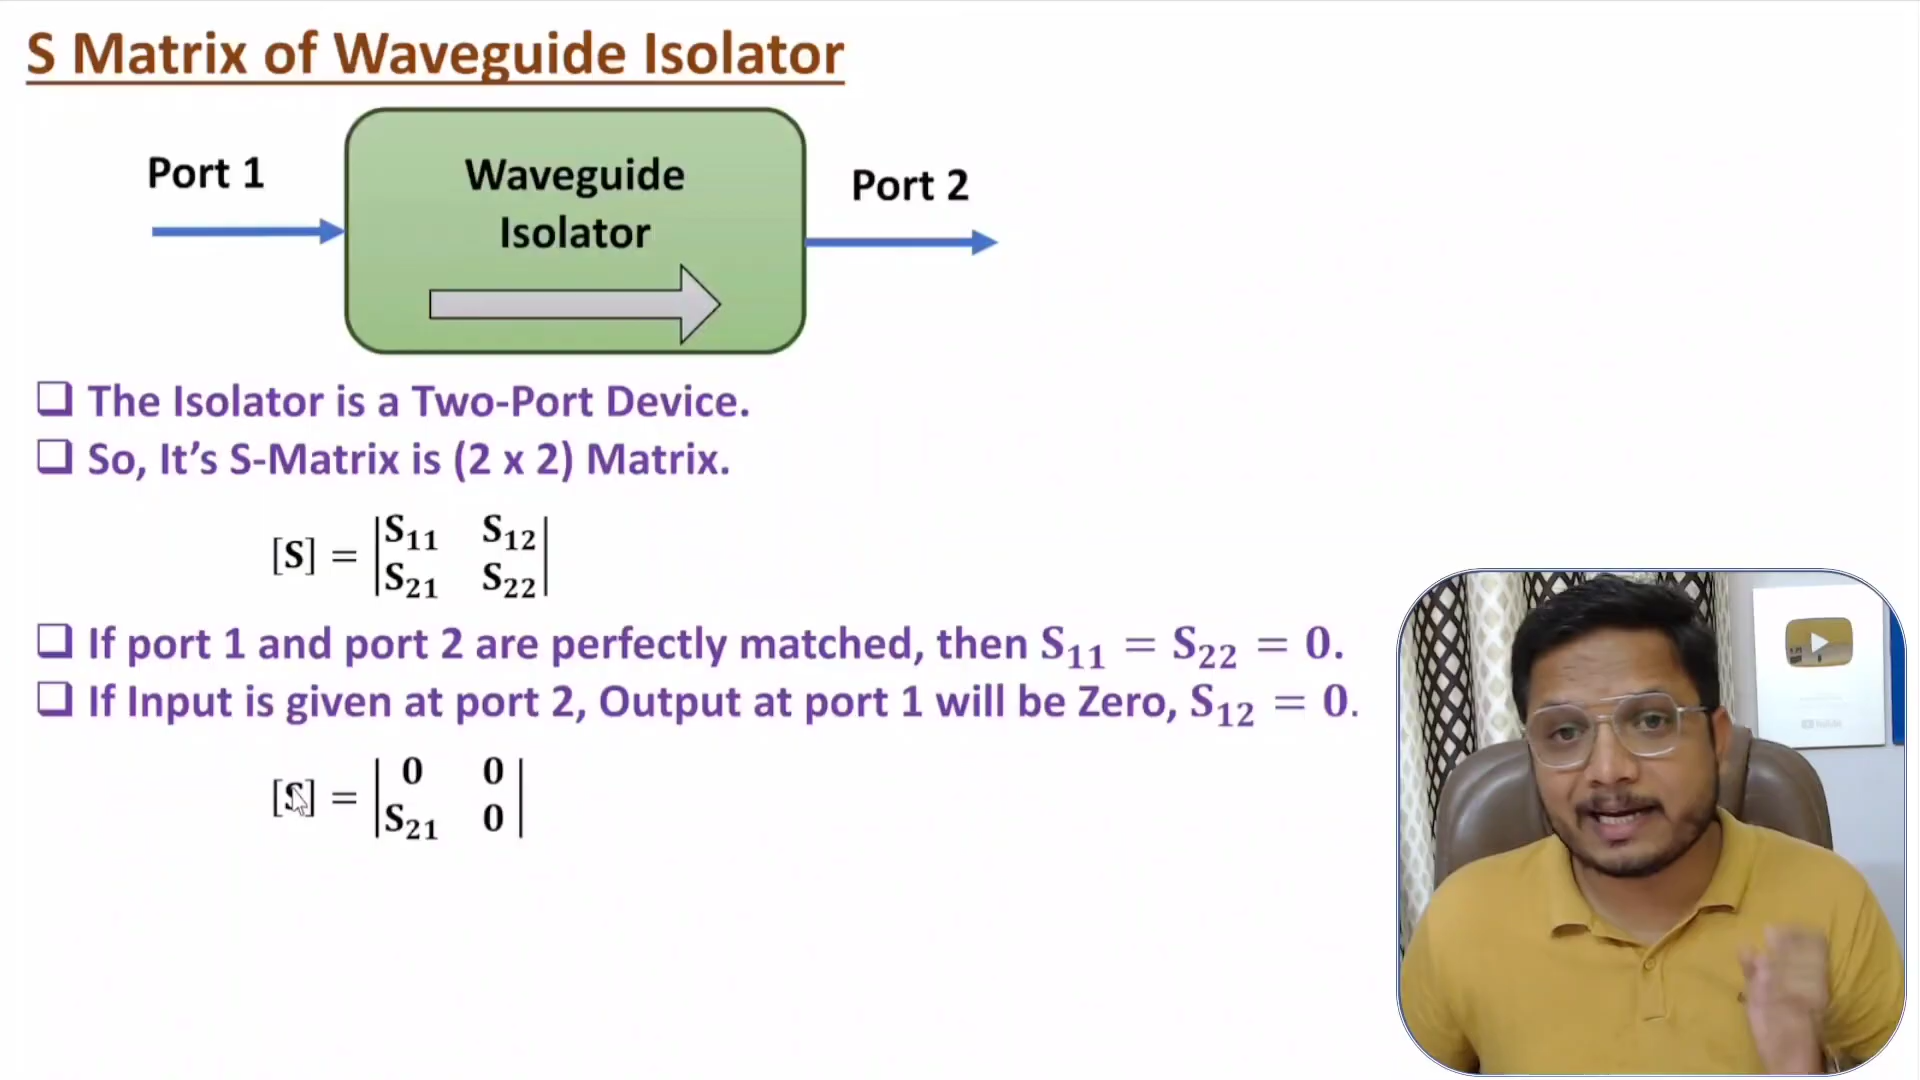 S Matrix of Waveguide Isolator
Port 1
Waveguide
Isolator
Port 2
❑ The Isolator is a Two-Port Device.
❑ So, It’s S-Matrix is (2 x 2) Matrix.
[S] = |S₁₁ S₁₂|
|S₂₁ S₂₂|
❑ If port 1 and port 2 are perfectly matched, then S₁₁ = S₂₂ = 0.
❑ If Input is given at port 2, Output at port 1 will be Zero, S₁₂ = 0.
[S] = |0 0|
|S₂₁ 0|